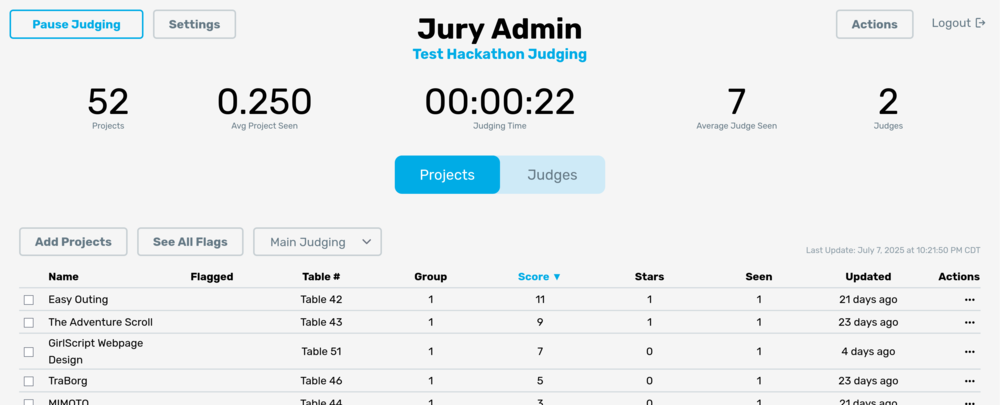 Pause Judging Settings Jury Admin Actions Logout
Test Hackathon Judging
52 0.250 00:00:22 7 2
Projects Avg Project Seen Judging Time Average Judge Seen Judges
Projects Judges
Add Projects See All Flags Main Judging
Last Update: July 7, 2025 at 10:21:50 PM CDT
Name Flagged Table # Group Score ▼ Stars Seen Updated Actions
Easy Outing Table 42 1 11 1 1 21 days ago ...
The Adventure Scroll Table 43 1 9 1 1 23 days ago ...
GirlScript Webpage
Design Table 51 1 7 0 1 4 days ago ...
TraBorg Table 46 1 5 0 1 23 days ago ...
MIMOTO Table 44 1 3 0 1 21 days ago